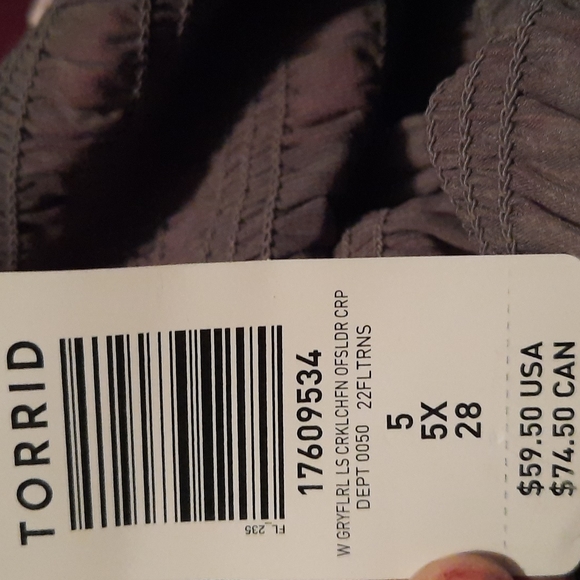 TORRID
FL_235
17609534
W GRYFLRL LS CRKLCHFN OFSLDR CRP
DEPT 0050 22FLTRNS
5
5X
28
$59.50 USA
$74.50 CAN